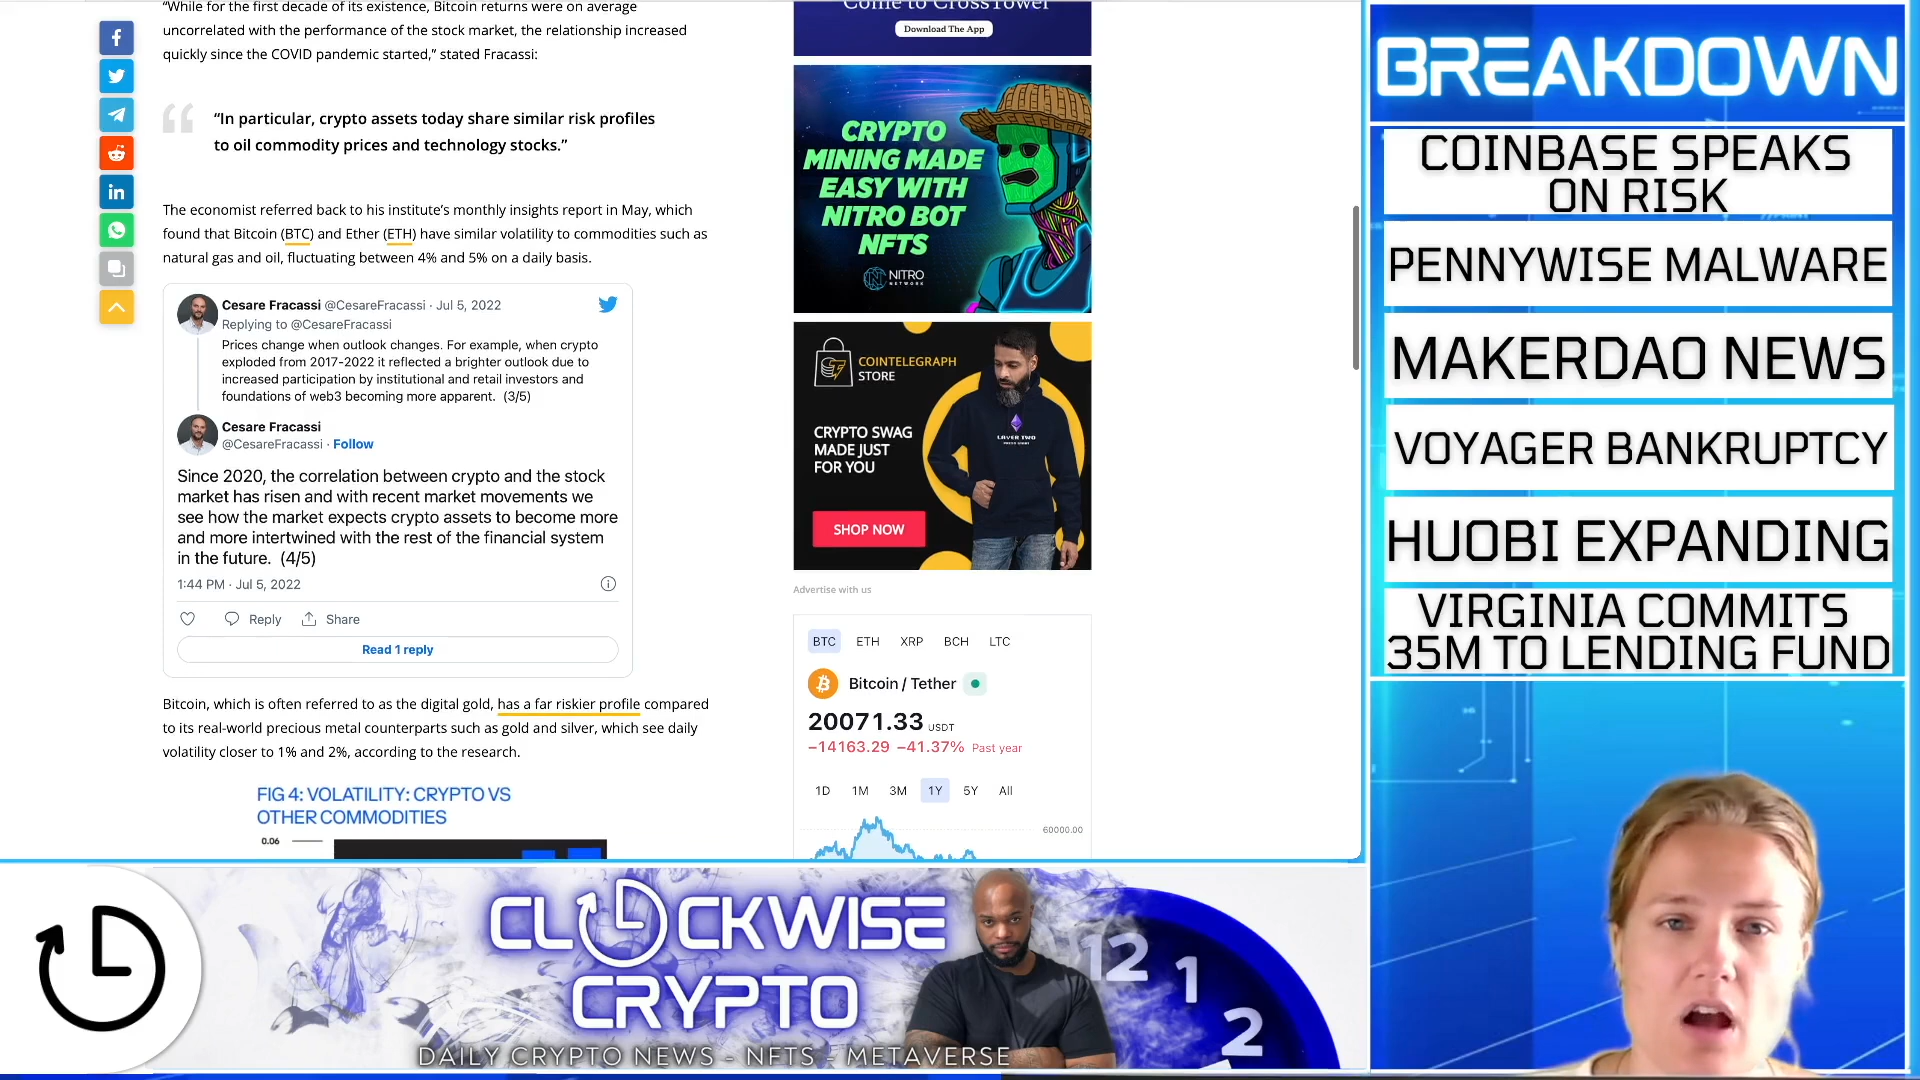 “While for the first decade of its existence, Bitcoin returns were on average
uncorrelated with the performance of the stock market, the relationship increased
quickly since the COVID pandemic started,” stated Fracassi:
“In particular, crypto assets today share similar risk profiles
to oil commodity prices and technology stocks.”
The economist referred back to his institute’s monthly insights report in May, which
found that Bitcoin (BTC) and Ether (ETH) have similar volatility to commodities such as
natural gas and oil, fluctuating between 4% and 5% on a daily basis.
Cesare Fracassi @CesareFracassi · Jul 5, 2022
Replying to @CesareFracassi
Prices change when outlook changes. For example, when crypto
exploded from 2017-2022 it reflected a brighter outlook due to
increased participation by institutional and retail investors and
foundations of web3 becoming more apparent. (3/5)
Cesare Fracassi
@CesareFracassi · Follow
Since 2020, the correlation between crypto and the stock
market has risen and with recent market movements we
see how the market expects crypto assets to become more
and more intertwined with the rest of the financial system
in the future. (4/5)
1:44 PM · Jul 5, 2022
Reply
Share
Read 1 reply
Bitcoin, which is often referred to as the digital gold, has a far riskier profile compared
to its real-world precious metal counterparts such as gold and silver, which see daily
volatility closer to 1% and 2%, according to the research.
FIG 4: VOLATILITY: CRYPTO VS
OTHER COMMODITIES
0.06
Come to CrossTower
Download The App
CRYPTO
MINING MADE
EASY WITH
NITRO BOT
NFTS
NITRO
NETWORK
COINTELEGRAPH
STORE
CRYPTO SWAG
MADE JUST
FOR YOU
SHOP NOW
LAYER TWO
Advertise with us
BTC ETH XRP BCH LTC
Bitcoin / Tether
20071.33 USDT
−14163.29 −41.37% Past year
1D 1M 3M 1Y 5Y All
60000.00
BREAKDOWN
COINBASE SPEAKS
ON RISK
PENNYWISE MALWARE
MAKERDAO NEWS
VOYAGER BANKRUPTCY
HUOBI EXPANDING
VIRGINIA COMMITS
35M TO LENDING FUND
CLOCKWISE
CRYPTO
DAILY CRYPTO NEWS - NFTS - METAVERSE
12
1
2